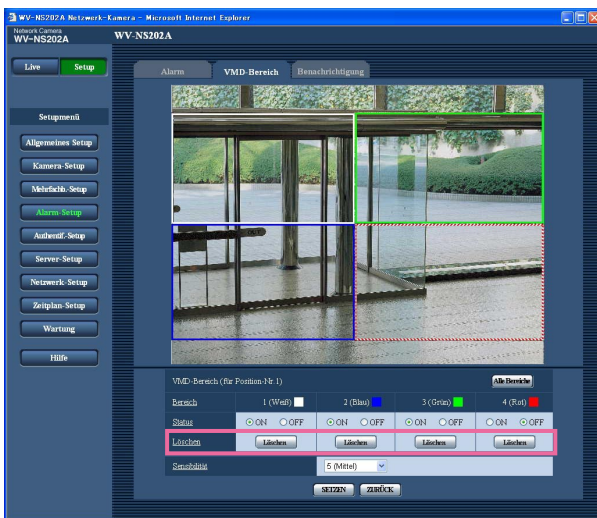 WV-NS202A Netzwerk-Kamera - Microsoft Internet Explorer
Network Camera
WV-NS202A
WV-NS202A
Live Setup
Alarm VMD-Bereich Benachrichtigung
Setupmenü
Allgemeines Setup
Kamera-Setup
Mehrfachb.-Setup
Alarm-Setup
Authentif.-Setup
Server-Setup
Netzwerk-Setup
Zeitplan-Setup
Wartung
Hilfe
VMD-Bereich (für Position-Nr.1) Alle Bereiche
Bereich 1 (Weiß) 2 (Blau) 3 (Grün) 4 (Rot)
Status ON OFF ON OFF ON OFF ON OFF
Löschen Löschen Löschen Löschen Löschen
Sensibilität 5 (Mittel)
SETZEN ZURÜCK